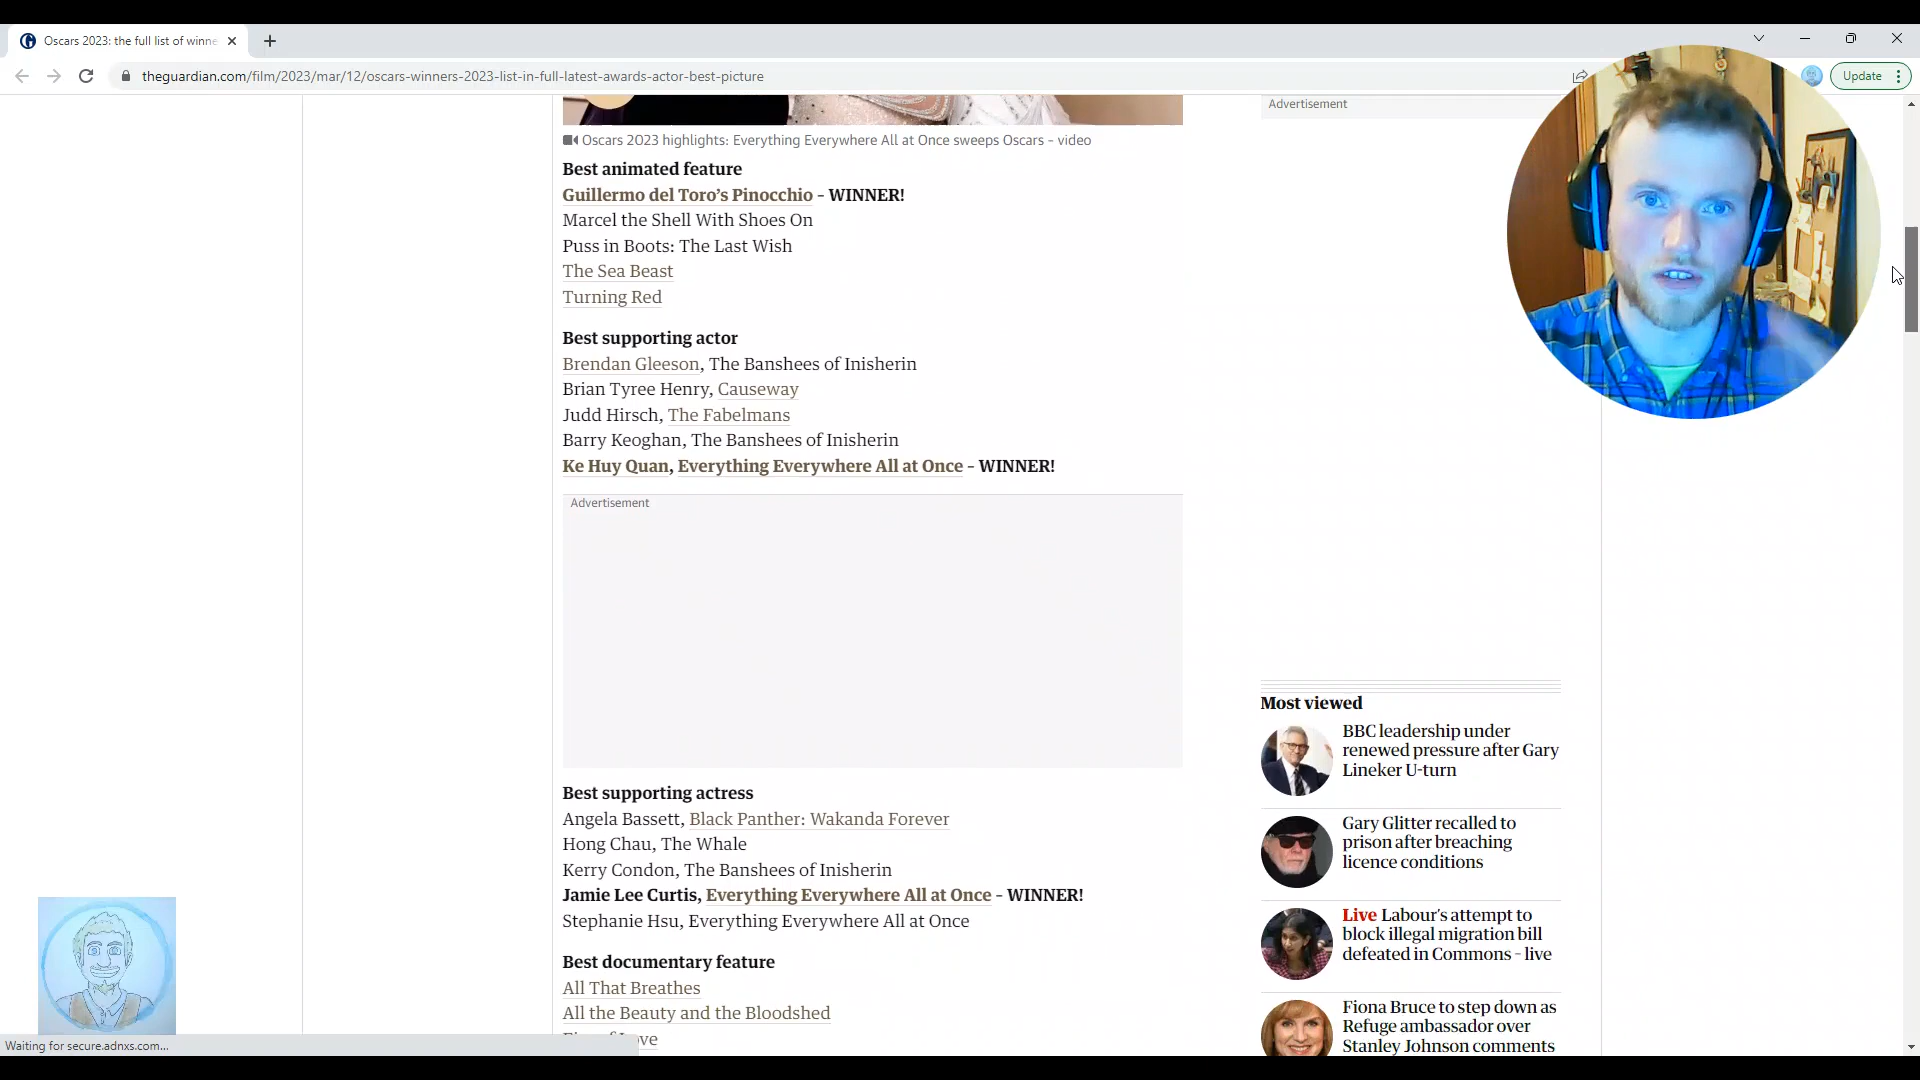 Oscars 2023: the full list of winne
theguardian.com/film/2023/mar/12/oscars-winners-2023-list-in-full-latest-awards-actor-best-picture
Update
Advertisement
Oscars 2023 highlights: Everything Everywhere All at Once sweeps Oscars – video
Best animated feature
Guillermo del Toro's Pinocchio – WINNER!
Marcel the Shell With Shoes On
Puss in Boots: The Last Wish
The Sea Beast
Turning Red
Best supporting actor
Brendan Gleeson, The Banshees of Inisherin
Brian Tyree Henry, Causeway
Judd Hirsch, The Fabelmans
Barry Keoghan, The Banshees of Inisherin
Ke Huy Quan, Everything Everywhere All at Once – WINNER!
Advertisement
Best supporting actress
Angela Bassett, Black Panther: Wakanda Forever
Hong Chau, The Whale
Kerry Condon, The Banshees of Inisherin
Jamie Lee Curtis, Everything Everywhere All at Once – WINNER!
Stephanie Hsu, Everything Everywhere All at Once
Best documentary feature
All That Breathes
All the Beauty and the Bloodshed
Most viewed
BBC leadership under
renewed pressure after Gary
Lineker U-turn
Gary Glitter recalled to
prison after breaching
licence conditions
Live Labour's attempt to
block illegal migration bill
defeated in Commons – live
Fiona Bruce to step down as
Refuge ambassador over
Stanley Johnson comments
Waiting for secure.adnxs.com...